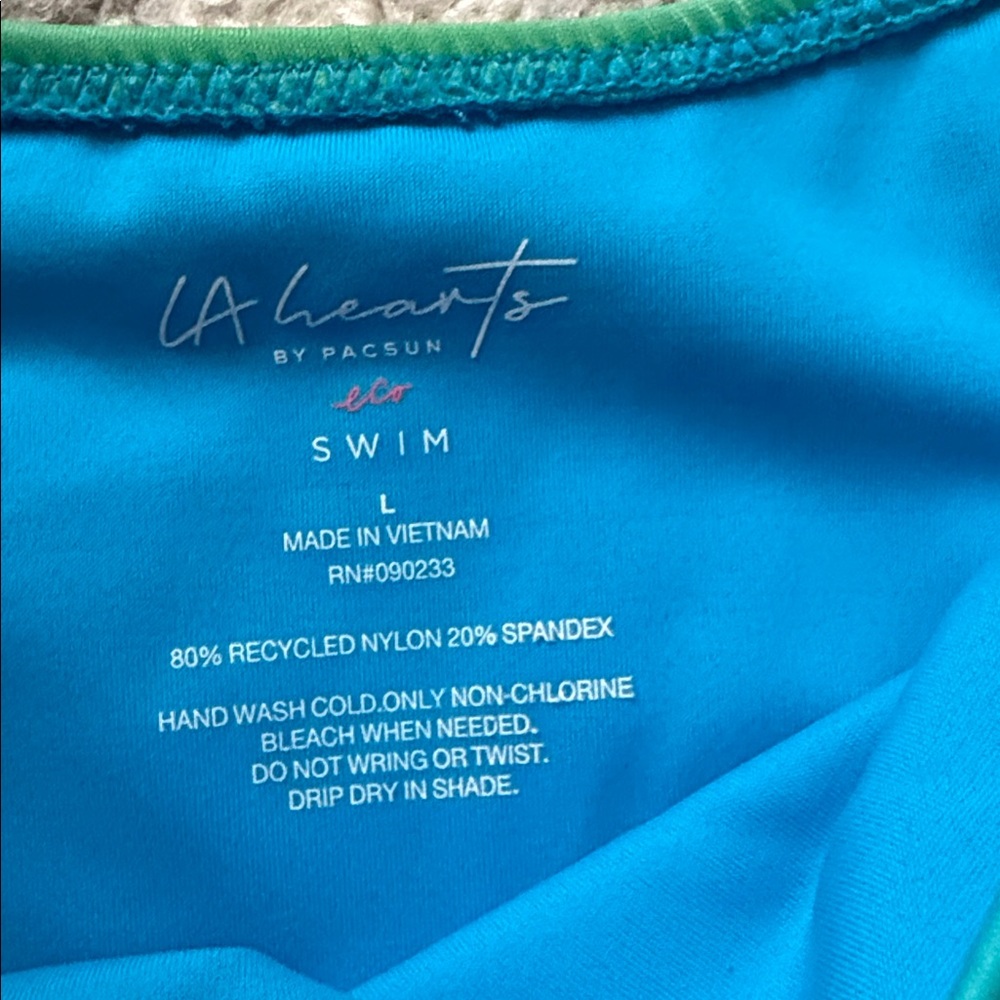 LA hearts
BY PACSUN
eco
SWIM
L
MADE IN VIETNAM
RN#090233
80% RECYCLED NYLON 20% SPANDEX
HAND WASH COLD.ONLY NON-CHLORINE
BLEACH WHEN NEEDED.
DO NOT WRING OR TWIST.
DRIP DRY IN SHADE.